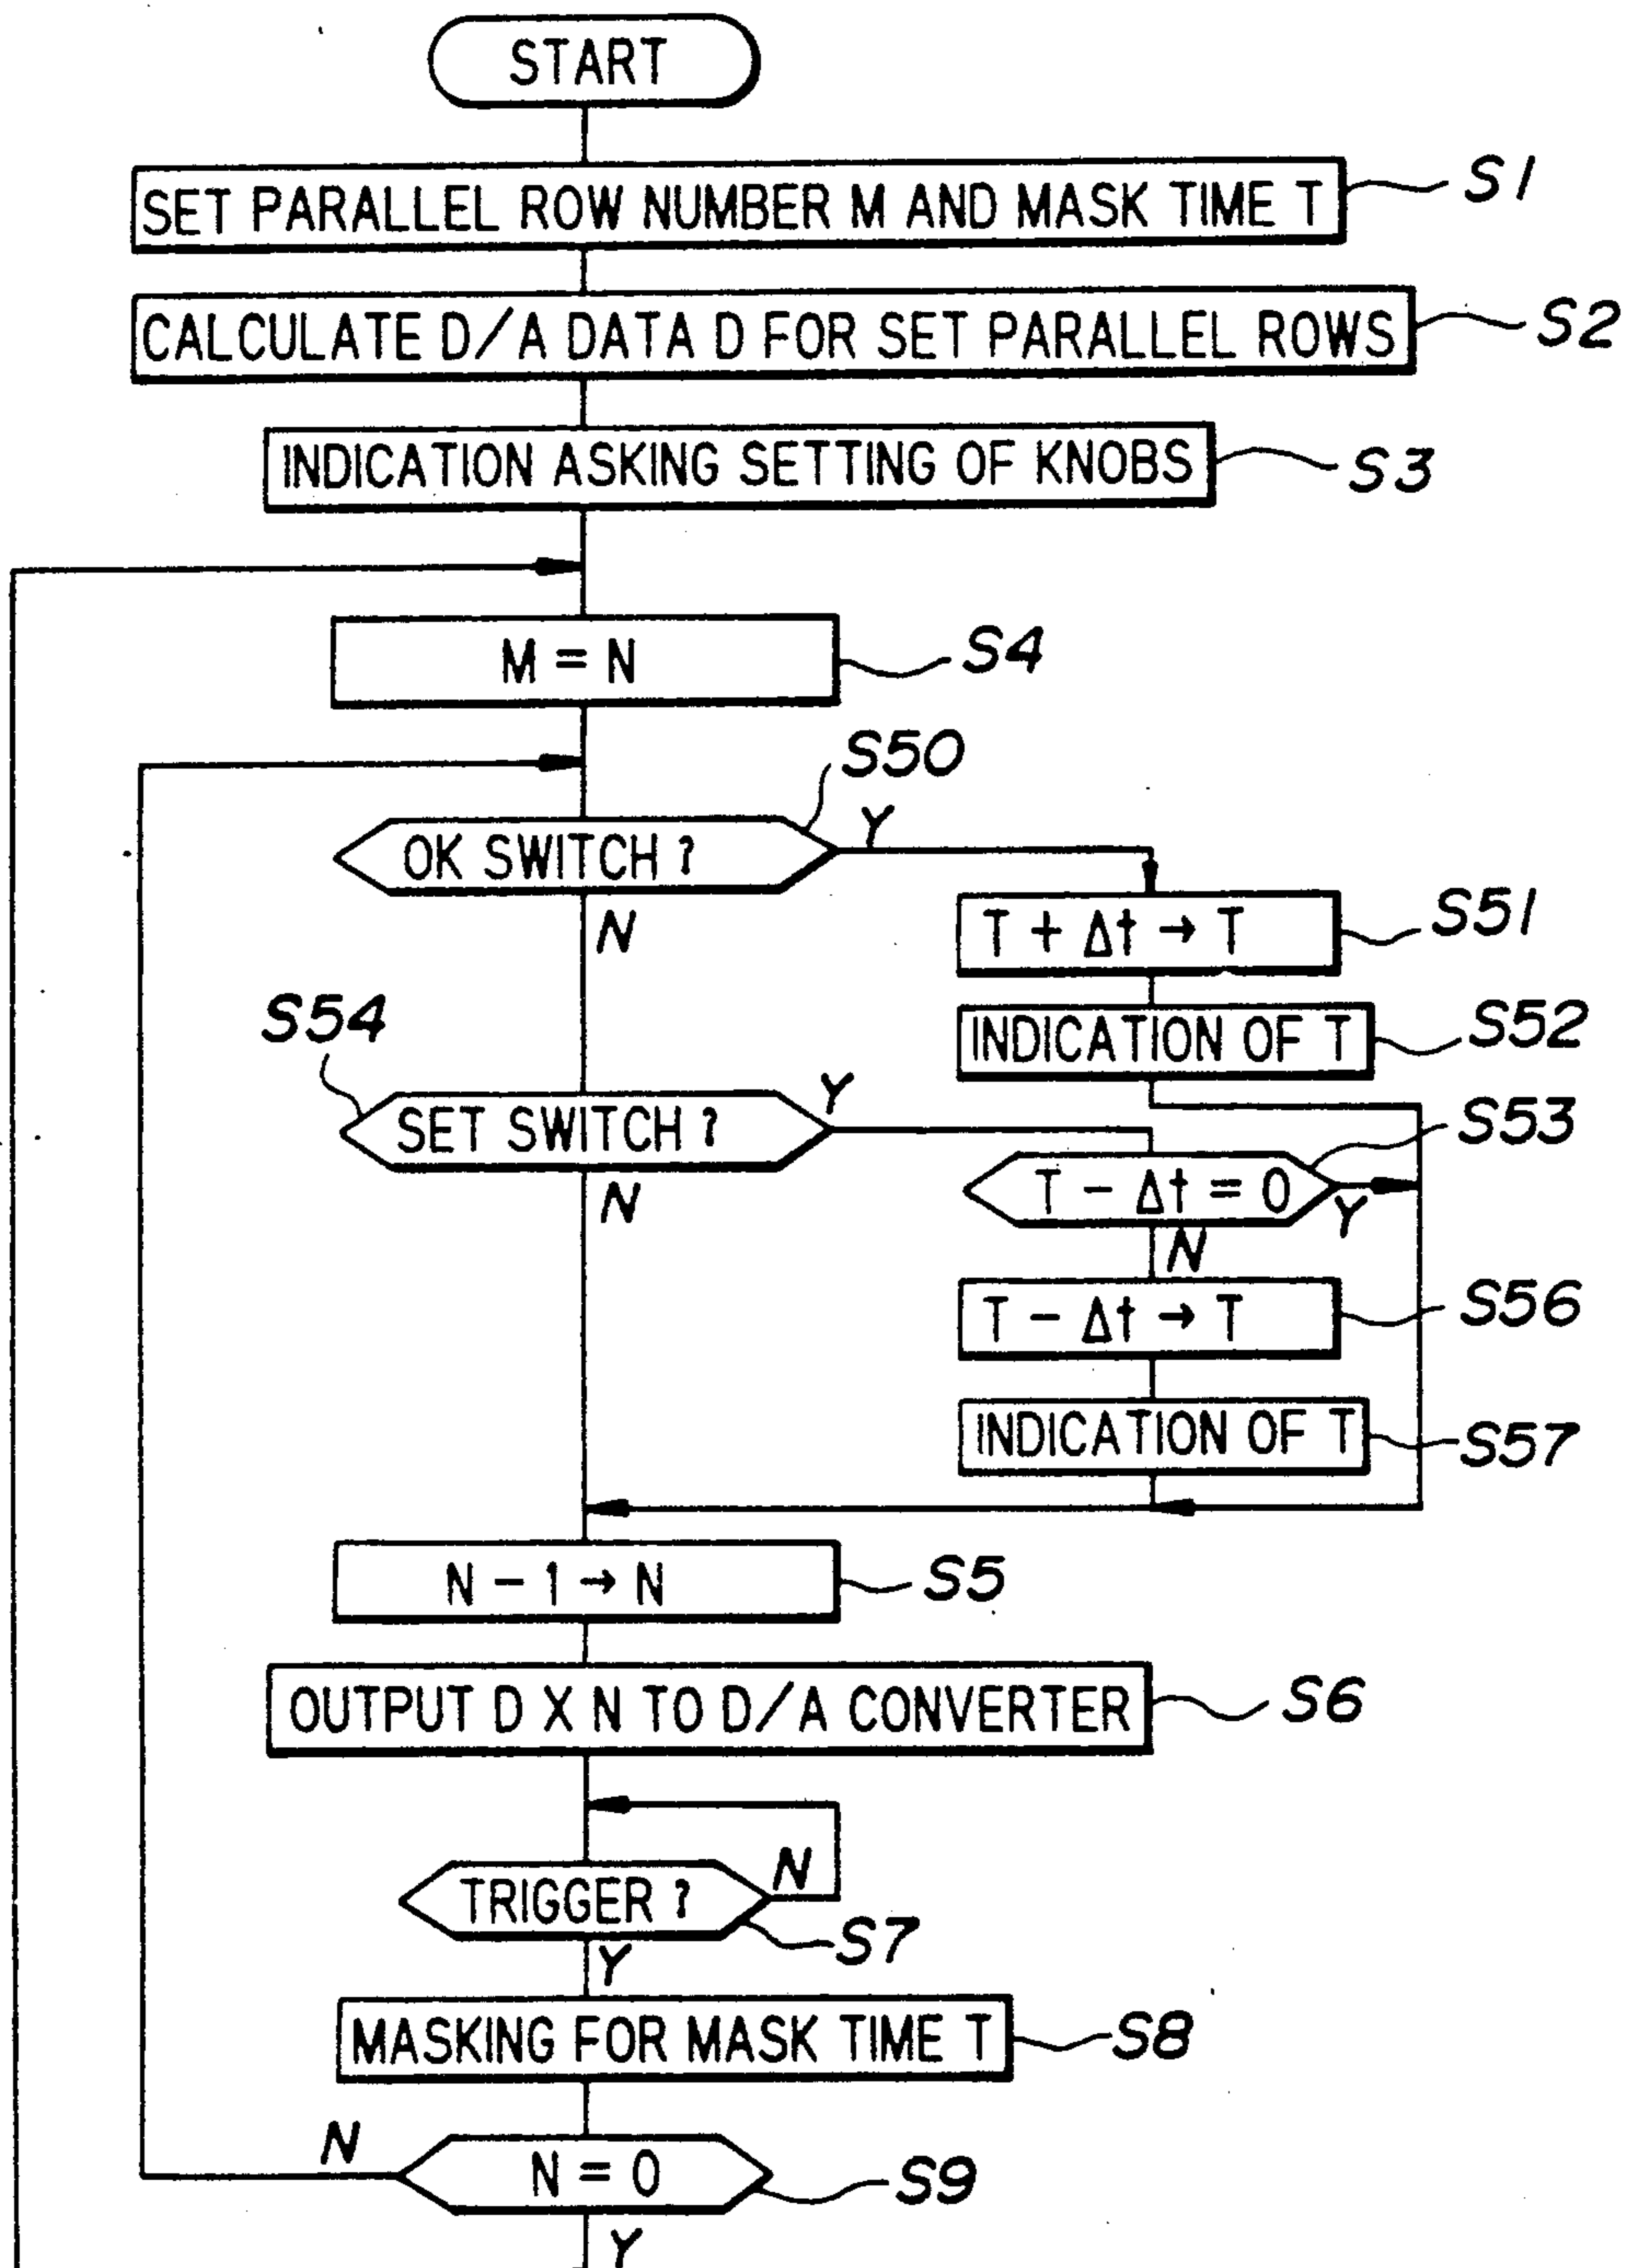 START
SET PARALLEL ROW NUMBER M AND MASK TIME T
S1
CALCULATE D/A DATA D FOR SET PARALLEL ROWS
S2
INDICATION ASKING SETTING OF KNOBS
S3
M = N
S4
S50
OK SWITCH ?
Y
N
T + Δt → T
S51
INDICATION OF T
S52
S54
SET SWITCH ?
Y
N
S53
T - Δt = 0
Y
N
T - Δt → T
S56
INDICATION OF T
S57
N - 1 → N
S5
OUTPUT D X N TO D/A CONVERTER
S6
TRIGGER ?
N
S7
Y
MASKING FOR MASK TIME T
S8
N
N = 0
S9
Y